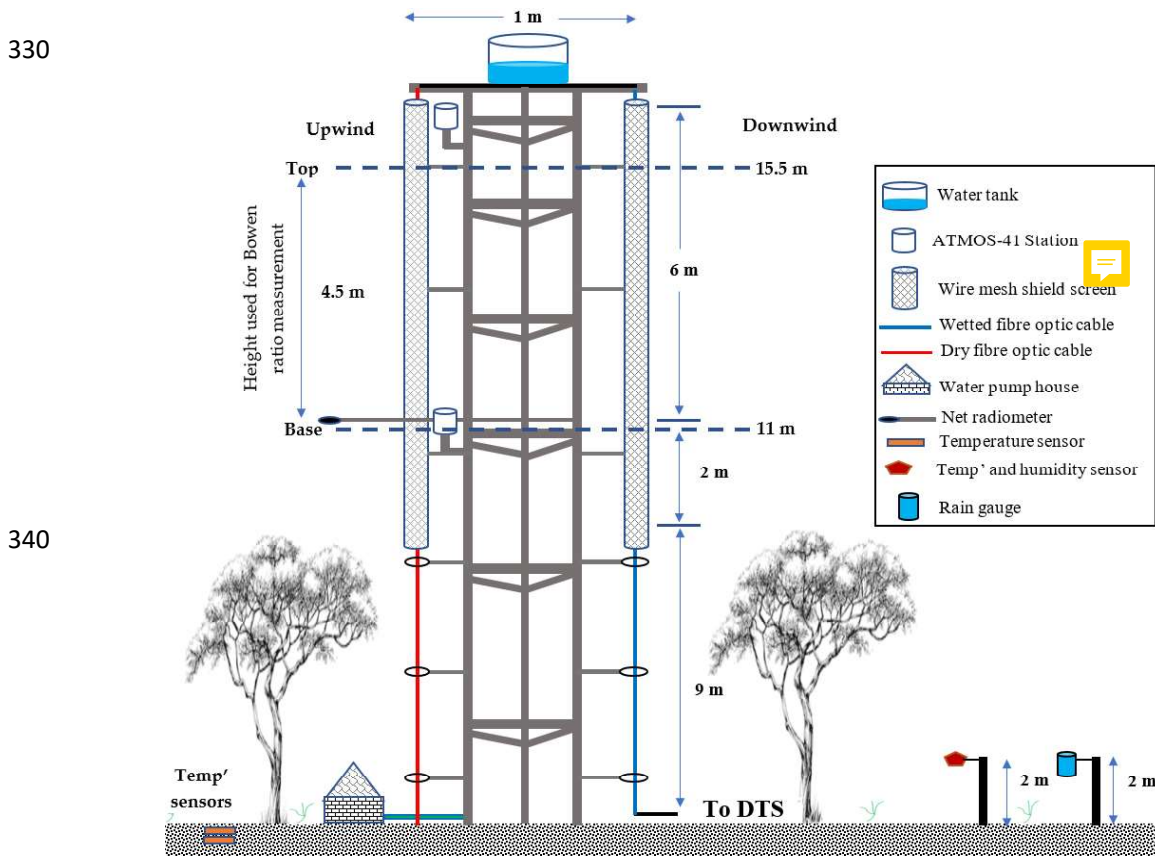 330
1 m
Upwind
Downwind
Top
15.5 m
Height used for Bowen
ratio measurement
4.5 m
6 m
Base
11 m
2 m
340
9 m
Temp’
sensors
To DTS
2 m
2 m
Water tank
ATMOS-41 Station
Wire mesh shield screen
Wetted fibre optic cable
Dry fibre optic cable
Water pump house
Net radiometer
Temperature sensor
Temp’ and humidity sensor
Rain gauge